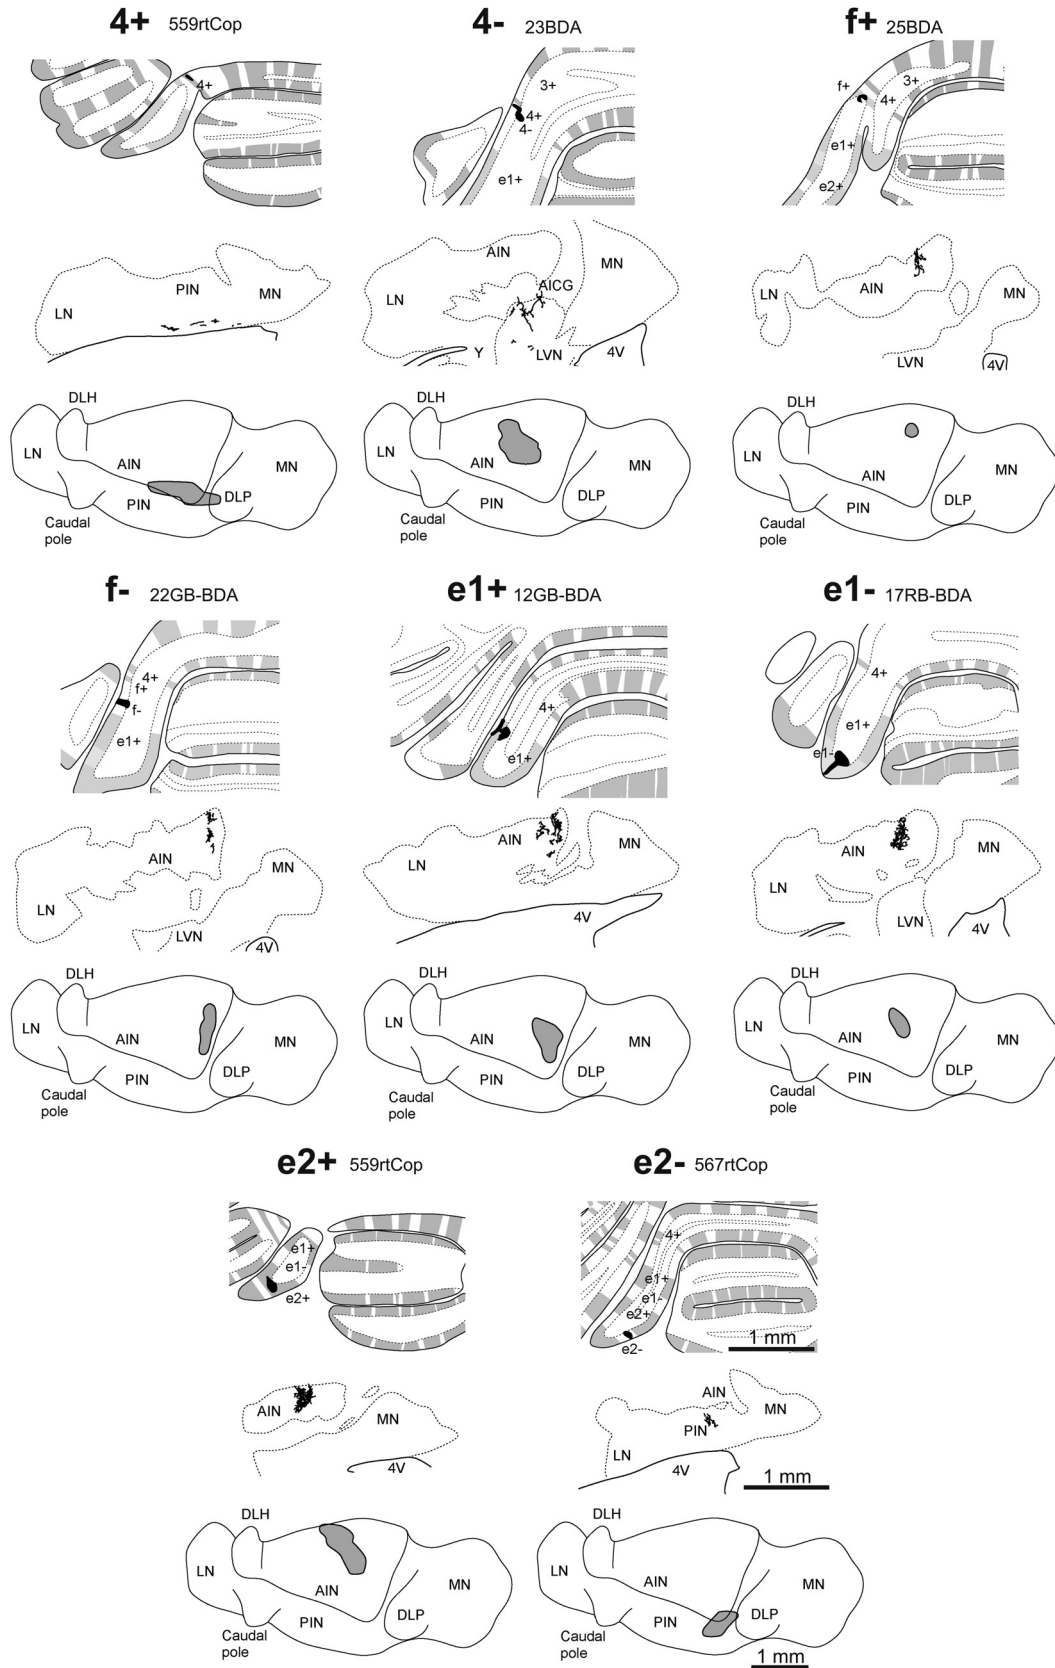 4+ 559rtCop
4- 23BDA
f+ 25BDA
4+
3+
4+
4-
e1+
f+
3+
4+
e1+
e2+
LN
PIN
MN
AIN
MN
LN
AICG
Y
LVN
4V
LN
AIN
MN
LVN
4V
DLH
LN
AIN
MN
PIN
DLP
Caudal
pole
DLH
LN
AIN
MN
PIN
DLP
Caudal
pole
DLH
LN
AIN
MN
PIN
DLP
Caudal
pole
f- 22GB-BDA
e1+ 12GB-BDA
e1- 17RB-BDA
4+
f+
f-
e1+
4+
e1+
4+
e1+
e1-
AIN
MN
LN
LVN
4V
AIN
MN
LN
4V
AIN
MN
LN
LVN
4V
DLH
LN
AIN
MN
PIN
DLP
Caudal
pole
DLH
LN
AIN
MN
PIN
DLP
Caudal
pole
DLH
LN
AIN
MN
PIN
DLP
Caudal
pole
e2+ 559rtCop
e2- 567rtCop
e1+
e1-
e2+
4+
e1+
e1-
e2+
e2-
1 mm
AIN
MN
4V
AIN
MN
PIN
LN
4V
1 mm
DLH
LN
AIN
MN
PIN
DLP
Caudal
pole
DLH
LN
AIN
MN
PIN
DLP
Caudal
pole
1 mm